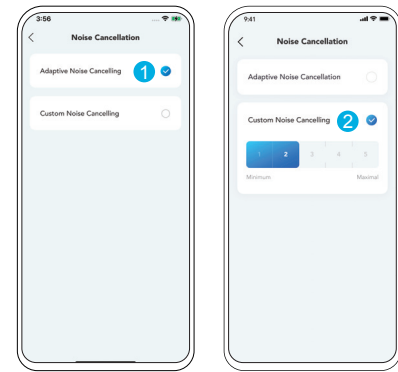 3:56
Noise Cancellation
Adaptive Noise Cancelling
1
Custom Noise Cancelling
9:41
Noise Cancellation
Adaptive Noise Cancellation
Custom Noise Cancelling
2
1 2 3 4 5
Minimum Maximal